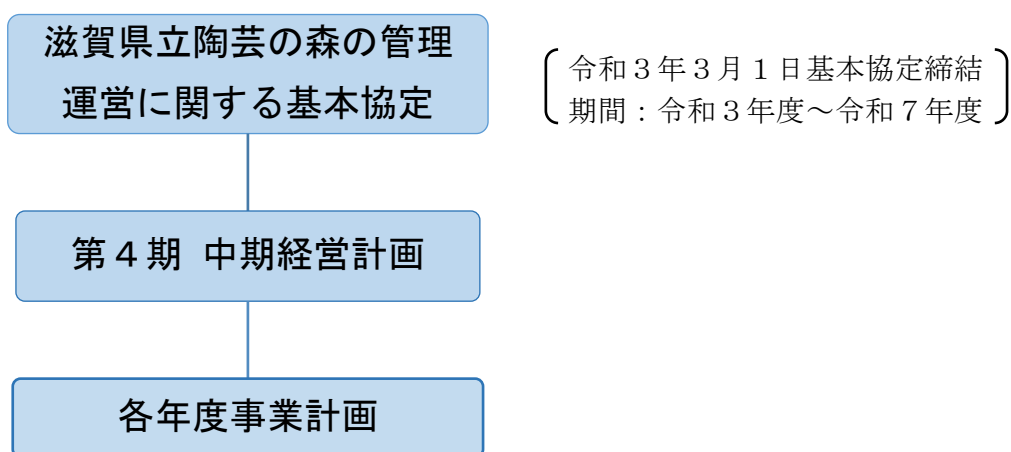 滋賀県立陶芸の森の管理
運営に関する基本協定
令和３年３月１日基本協定締結
期間：令和３年度～令和７年度
第４期 中期経営計画
各年度事業計画